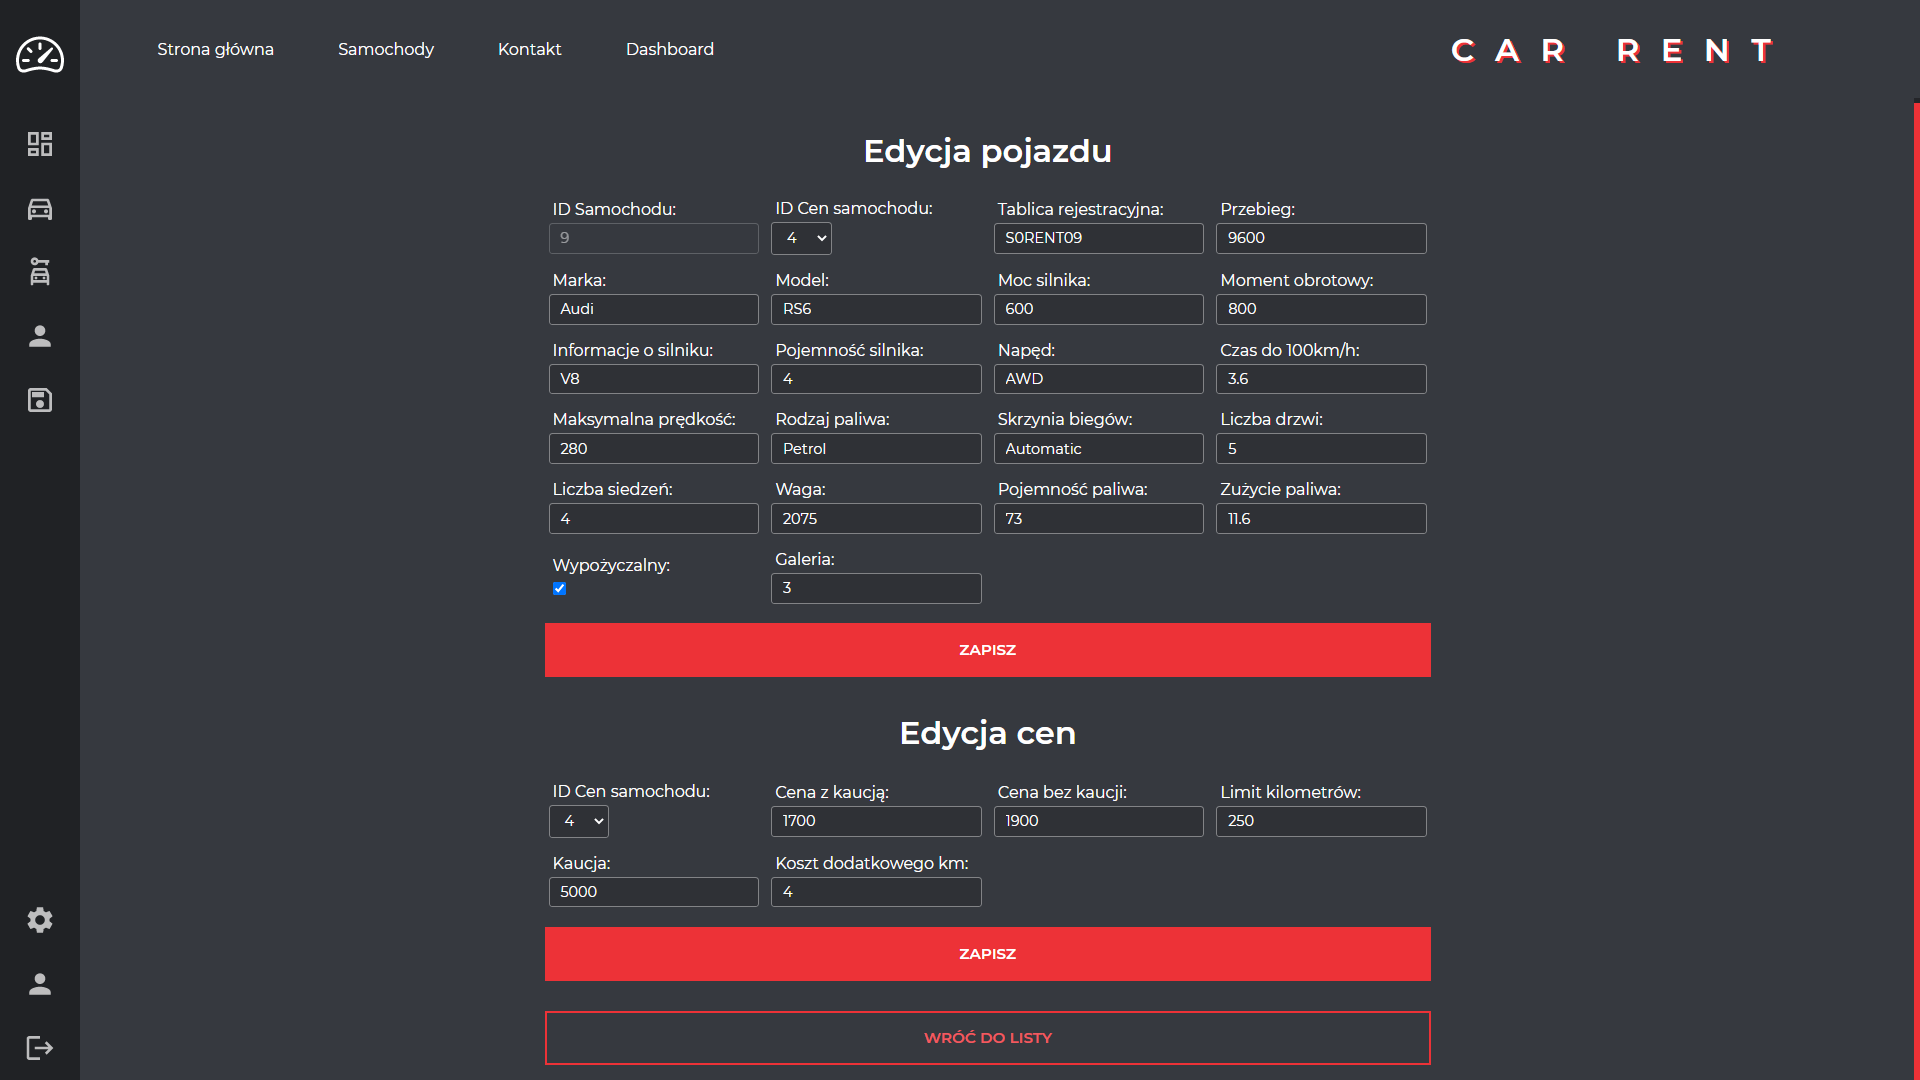 Strona główna Samochody Kontakt Dashboard CAR RENT
Edycja pojazdu
ID Samochodu: ID Cen samochodu: Tablica rejestracyjna: Przebieg:
9 4 S0RENT09 9600
Marka: Model: Moc silnika: Moment obrotowy:
Audi RS6 600 800
Informacje o silniku: Pojemność silnika: Napęd: Czas do 100km/h:
V8 4 AWD 3.6
Maksymalna prędkość: Rodzaj paliwa: Skrzynia biegów: Liczba drzwi:
280 Petrol Automatic 5
Liczba siedzeń: Waga: Pojemność paliwa: Zużycie paliwa:
4 2075 73 11.6
Wypożyczalny: Galeria:
3
ZAPISZ
Edycja cen
ID Cen samochodu: Cena z kaucją: Cena bez kaucji: Limit kilometrów:
4 1700 1900 250
Kaucja: Koszt dodatkowego km:
5000 4
ZAPISZ
WRÓĆ DO LISTY